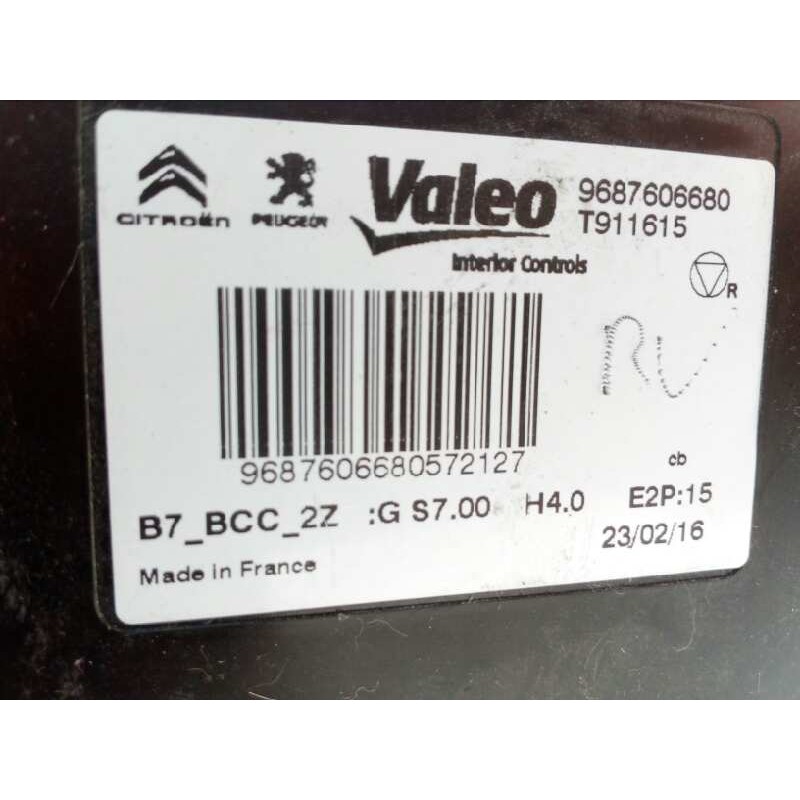 CITROËN PEUGEOT Valeo 9687606680
T911615
Interior Controls
R
RV
9687606680572127
cb
B7_BCC_2Z :G S7.00 H4.0 E2P:15
23/02/16
Made in France